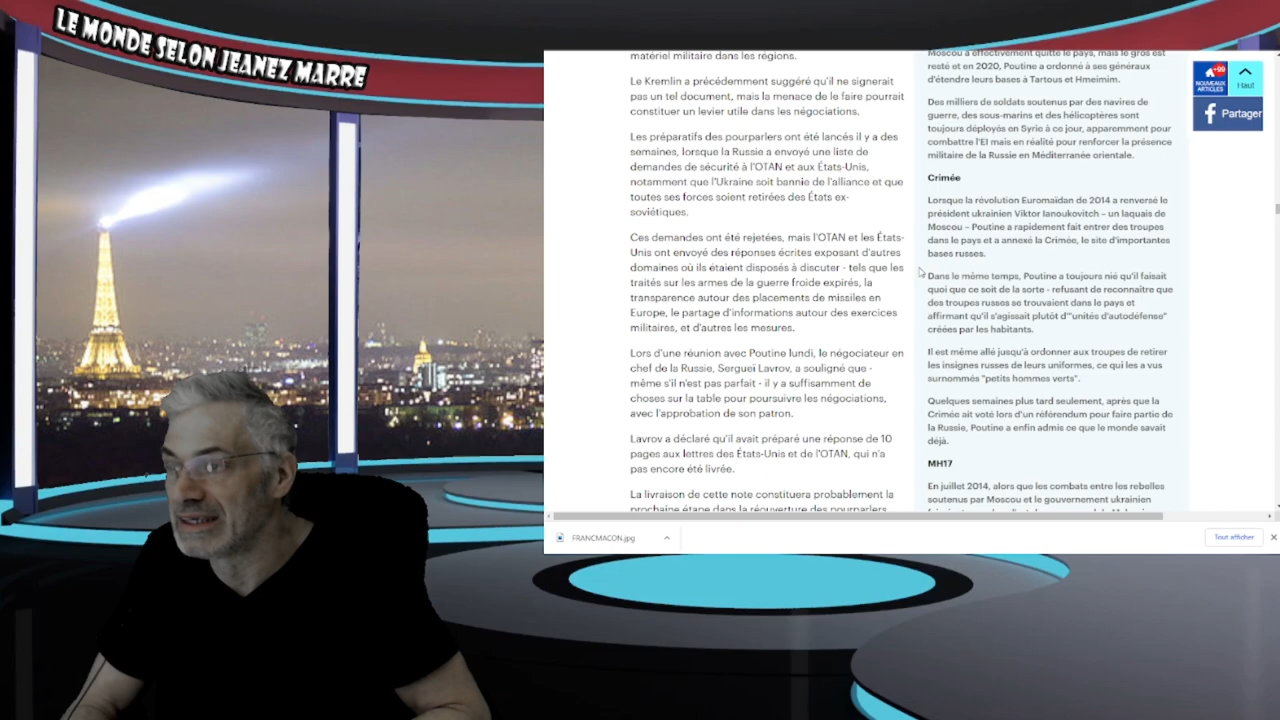 LE MONDE SELON JEANEZ MARRE
matériel militaire dans les régions.
Le Kremlin a précédemment suggéré qu'il ne signerait
pas un tel document, mais la menace de le faire pourrait
constituer un levier utile dans les négociations.
Les préparatifs des pourparlers ont été lancés il y a des
semaines, lorsque la Russie a envoyé une liste de
demandes de sécurité à l'OTAN et aux États-Unis,
notamment que l'Ukraine soit bannie de l'alliance et que
toutes ses forces soient retirées des États ex-
soviétiques.
Ces demandes ont été rejetées, mais l'OTAN et les États-
Unis ont envoyé des réponses écrites exposant d'autres
domaines où ils étaient disposés à discuter - tels que les
traités sur les armes de la guerre froide expirés, la
transparence autour des placements de missiles en
Europe, le partage d'informations autour des exercices
militaires, et d'autres les mesures.
Lors d'une réunion avec Poutine lundi, le négociateur en
chef de la Russie, Sergueï Lavrov, a souligné que -
même s'il n'est pas parfait - il y a suffisamment de
choses sur la table pour poursuivre les négociations,
avec l'approbation de son patron.
Lavrov a déclaré qu'il avait préparé une réponse de 10
pages aux lettres des États-Unis et de l'OTAN, qui n'a
pas encore été livrée.
La livraison de cette note constituera probablement la
prochaine étape dans la réouverture des pourparlers
Moscou a effectivement quitté le pays, mais le gros est
resté et en 2020, Poutine a ordonné à ses généraux
d'étendre leurs bases à Tartous et Hmeimim.
Des milliers de soldats soutenus par des navires de
guerre, des sous-marins et des hélicoptères sont
toujours déployés en Syrie à ce jour, apparemment pour
combattre l'EI mais en réalité pour renforcer la présence
militaire de la Russie en Méditerranée orientale.
Crimée
Lorsque la révolution Euromaïdan de 2014 a renversé le
président ukrainien Viktor Ianoukovitch – un laquais de
Moscou – Poutine a rapidement fait entrer des troupes
dans le pays et a annexé la Crimée, le site d'importantes
bases russes.
Dans le même temps, Poutine a toujours nié qu'il faisait
quoi que ce soit de la sorte - refusant de reconnaître que
des troupes russes se trouvaient dans le pays et
affirmant qu'il s'agissait plutôt d'"unités d'autodéfense"
créées par les habitants.
Il est même allé jusqu'à ordonner aux troupes de retirer
les insignes russes de leurs uniformes, ce qui les a vus
surnommés "petits hommes verts".
Quelques semaines plus tard seulement, après que la
Crimée ait voté lors d'un référendum pour faire partie de
la Russie, Poutine a enfin admis ce que le monde savait
déjà.
MH17
En juillet 2014, alors que les combats entre les rebelles
soutenus par Moscou et le gouvernement ukrainien
+99
NOUVEAUX
ARTICLES
Haut
Partager
FRANCMACON.jpg
Tout afficher